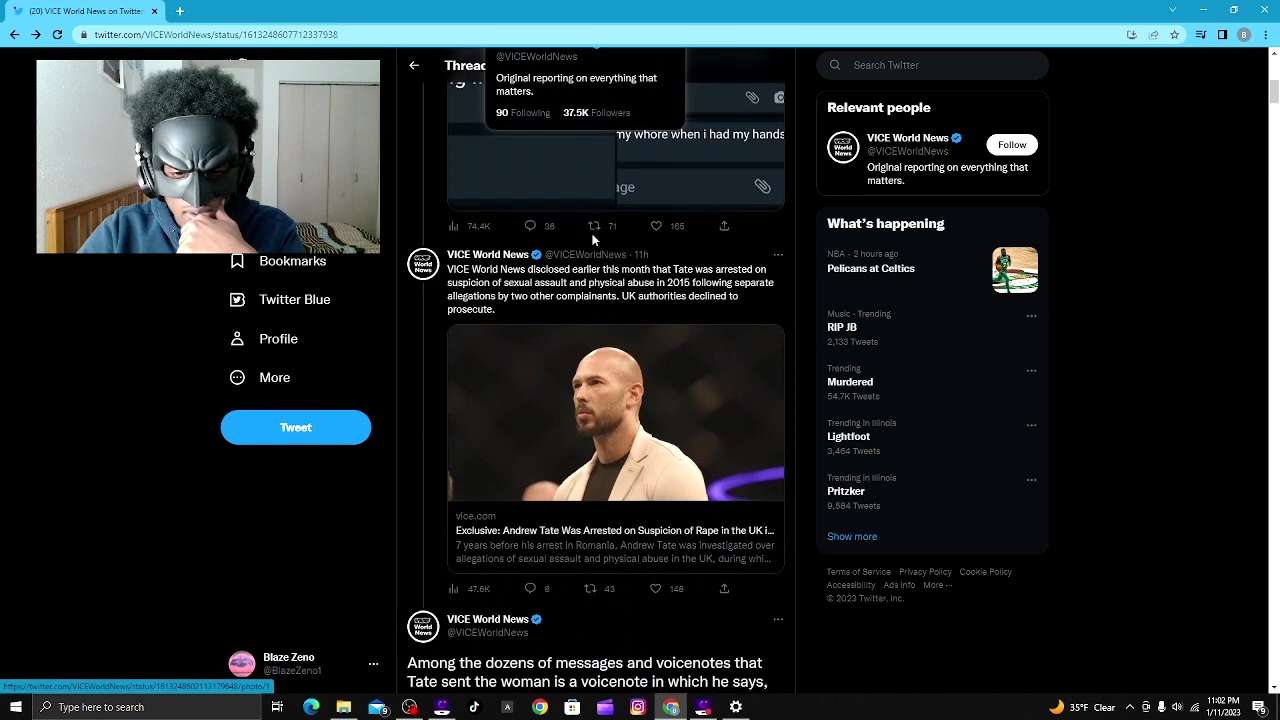 (20) VICE World News on Twitter
twitter.com/VICEWorldNews/status/1613248607712337938
Thread
@VICEWorldNews
Original reporting on everything that
matters.
90 Following 37.5K Followers
my whore when i had my hands
age
74.4K 36 71 165
VICE World News @VICEWorldNews · 11h
VICE World News disclosed earlier this month that Tate was arrested on
suspicion of sexual assault and physical abuse in 2015 following separate
allegations by two other complainants. UK authorities declined to
prosecute.
vice.com
Exclusive: Andrew Tate Was Arrested on Suspicion of Rape in the UK i...
7 years before his arrest in Romania, Andrew Tate was investigated over
allegations of sexual assault and physical abuse in the UK, during whi...
47.6K 8 43 148
VICE World News
@VICEWorldNews
Among the dozens of messages and voicenotes that
Tate sent the woman is a voicenote in which he says,
Bookmarks
Twitter Blue
Profile
More
Tweet
Blaze Zeno
@BlazeZeno1
Search Twitter
Relevant people
VICE World News
@VICEWorldNews
Follow
Original reporting on everything that
matters.
What's happening
NBA · 2 hours ago
Pelicans at Celtics
Music · Trending
RIP JB
2,133 Tweets
Trending
Murdered
54.7K Tweets
Trending in Illinois
Lightfoot
3,464 Tweets
Trending in Illinois
Pritzker
9,584 Tweets
Show more
Terms of Service Privacy Policy Cookie Policy
Accessibility Ads info More ···
© 2023 Twitter, Inc.
https://twitter.com/VICEWorldNews/status/1613248602113179648/photo/1
Type here to search
35°F Clear
11:02 PM
1/11/2023